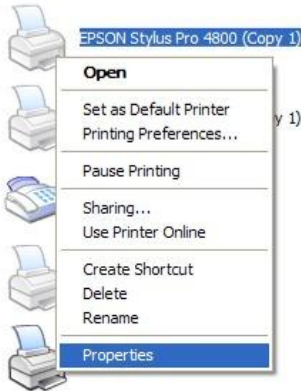 EPSON Stylus Pro 4800 (Copy 1)
Open
Set as Default Printer
y 1)
Printing Preferences...
Pause Printing
Sharing...
Use Printer Online
Create Shortcut
Delete
Rename
Properties